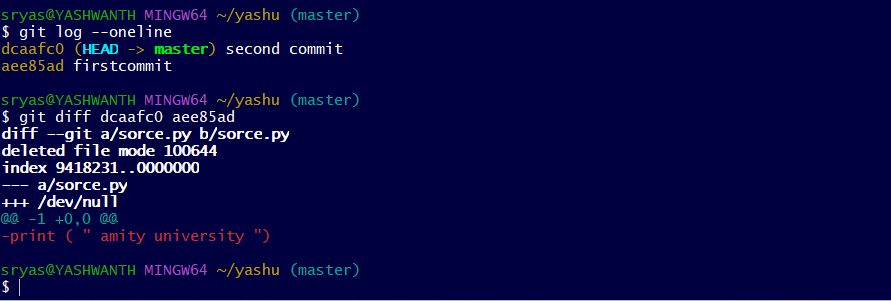 sryas@YASHWANTH MINGW64 ~/yashu (master)
$ git log --oneline
dcaafc0 (HEAD -> master) second commit
aee85ad firstcommit
sryas@YASHWANTH MINGW64 ~/yashu (master)
$ git diff dcaafc0 aee85ad
diff --git a/sorce.py b/sorce.py
deleted file mode 100644
index 9418231..0000000
--- a/sorce.py
+++ /dev/null
@@ -1 +0,0 @@
-print ( " amity university ")
sryas@YASHWANTH MINGW64 ~/yashu (master)
$